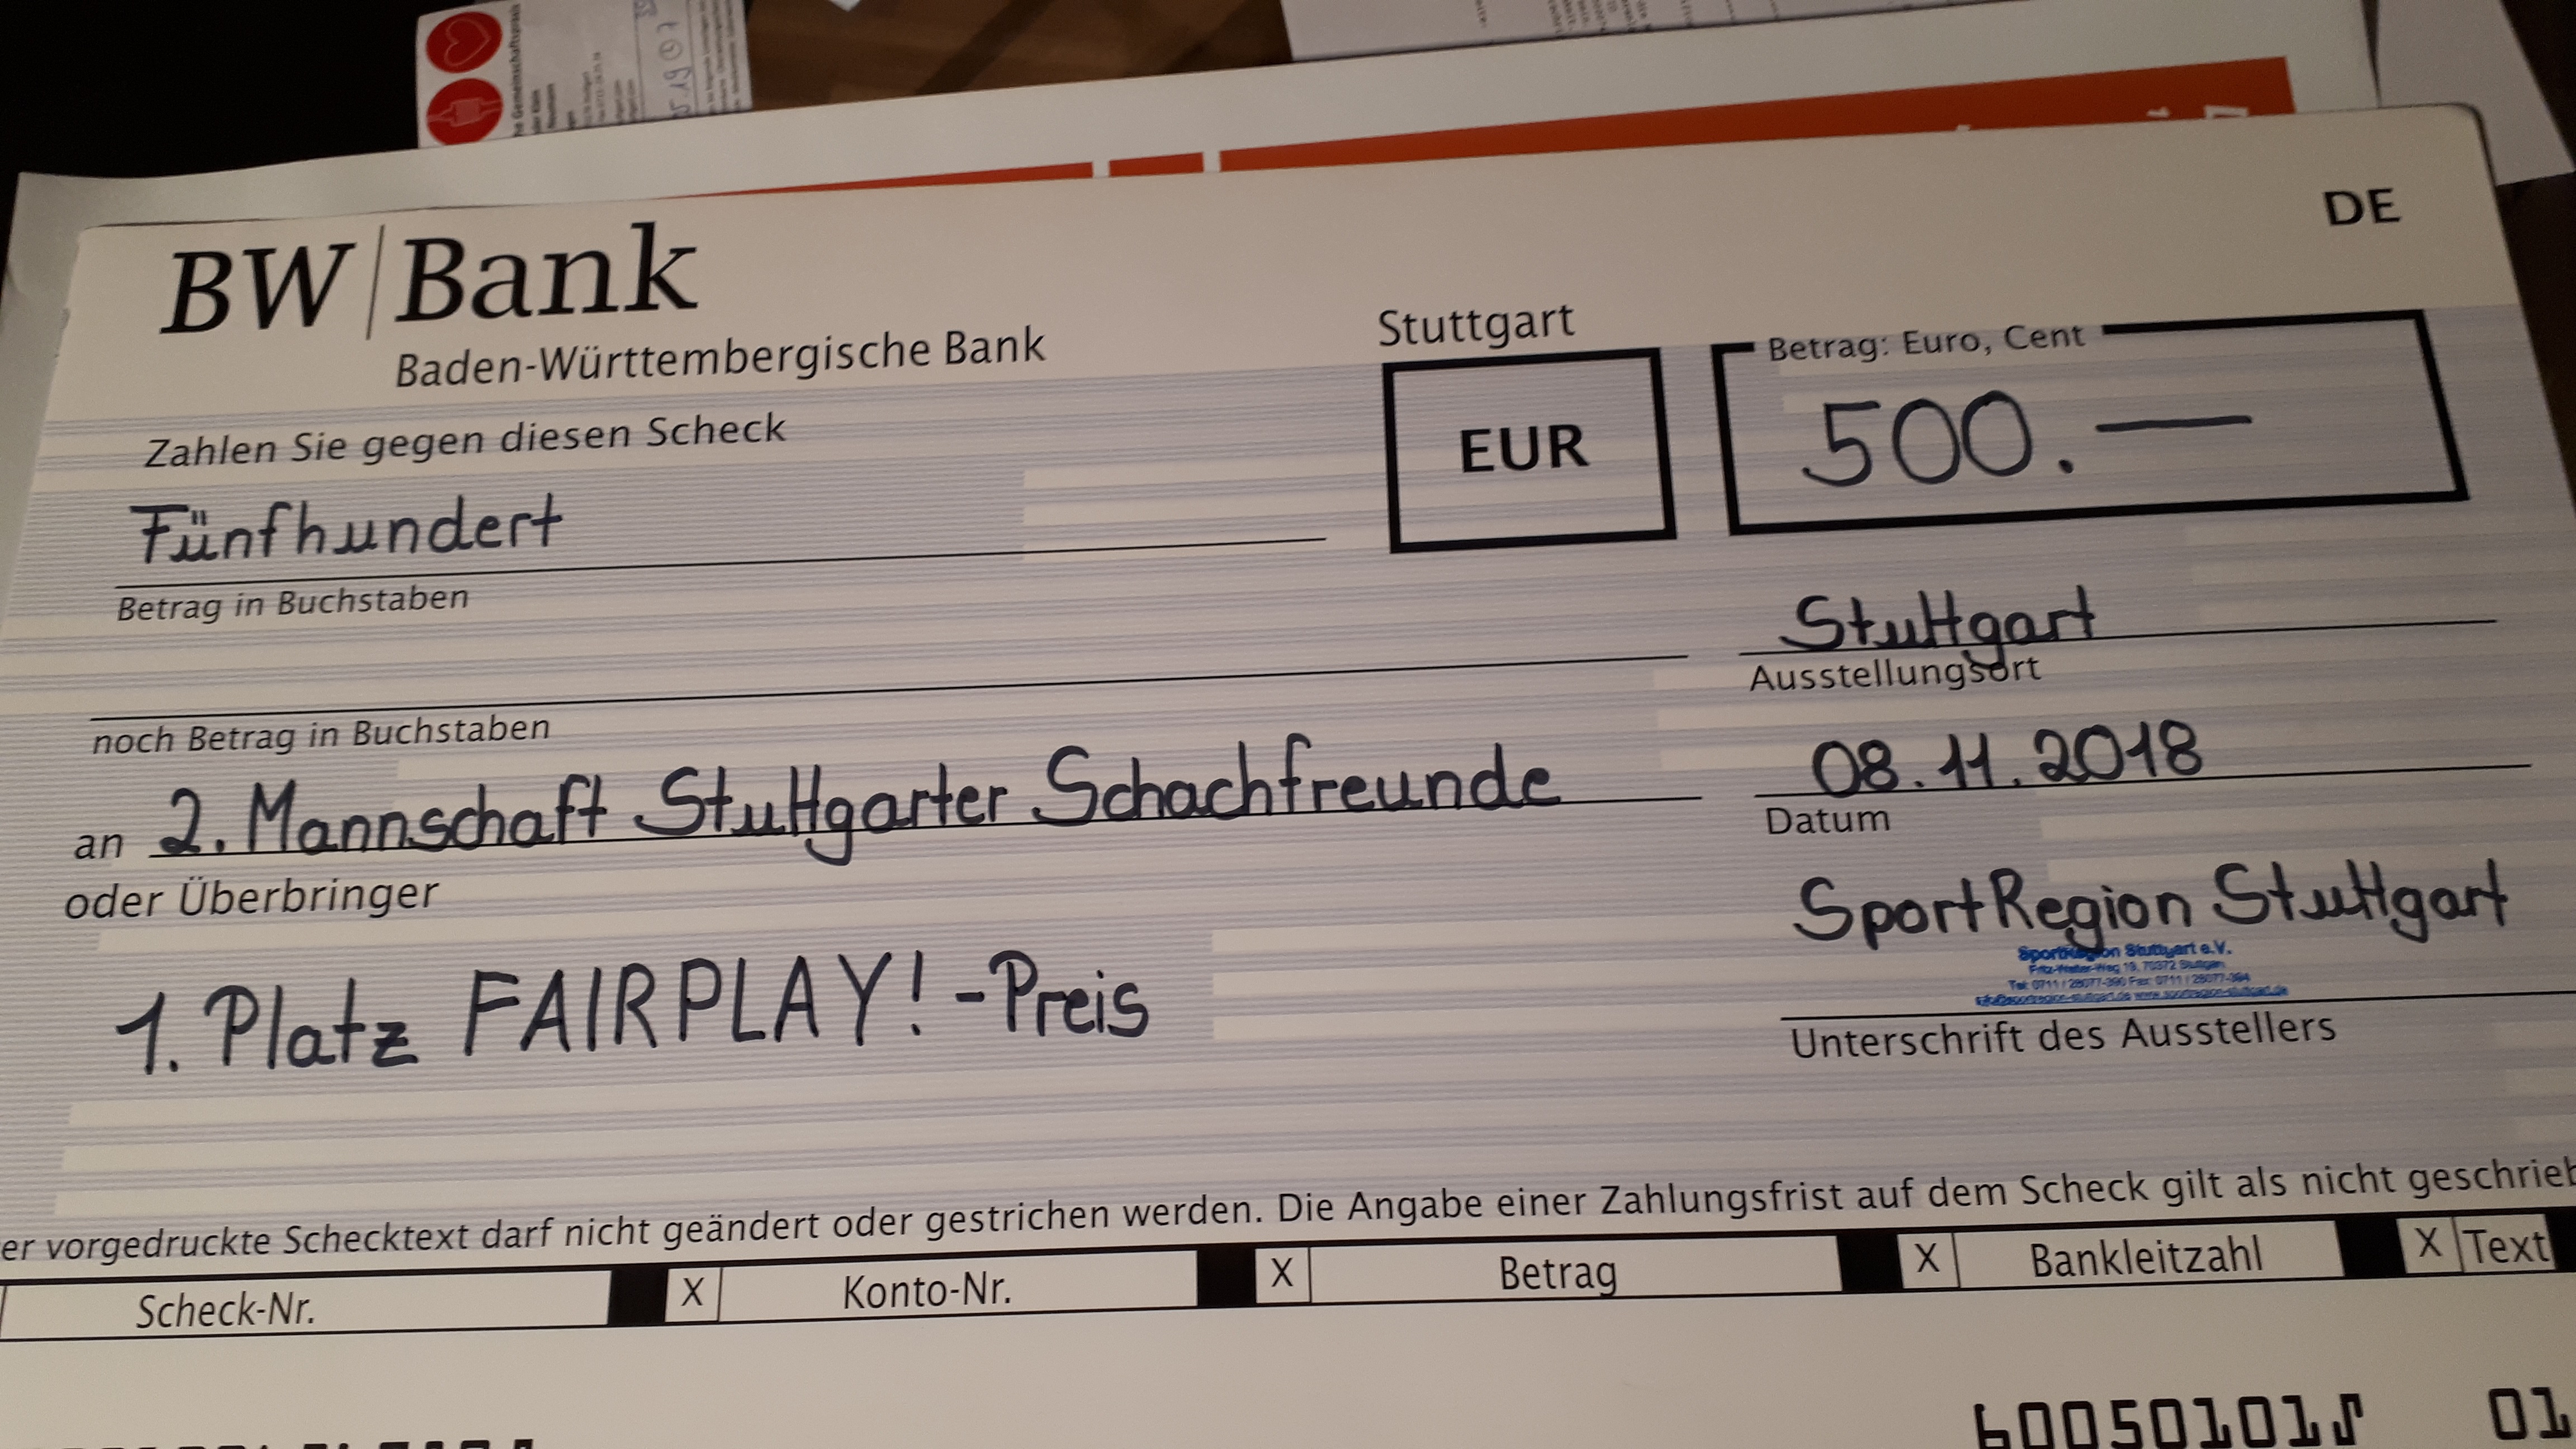 DE
BW Bank
Baden-Württembergische Bank
Stuttgart
Zahlen Sie gegen diesen Scheck
EUR
Betrag: Euro, Cent
500.—
Fünfhundert
Betrag in Buchstaben
Stuttgart
Ausstellungsort
noch Betrag in Buchstaben
08.11.2018
Datum
an 2. Mannschaft Stuttgarter Schachfreunde
oder Überbringer
SportRegion Stuttgart
SportRegion Stuttgart e.V.
Unterschrift des Ausstellers
1. Platz FAIRPLAY!-Preis
er vorgedruckte Schecktext darf nicht geändert oder gestrichen werden. Die Angabe einer Zahlungsfrist auf dem Scheck gilt als nicht geschrieb
Scheck-Nr. X Konto-Nr. X Betrag X Bankleitzahl X Text
60050101⑀ 01